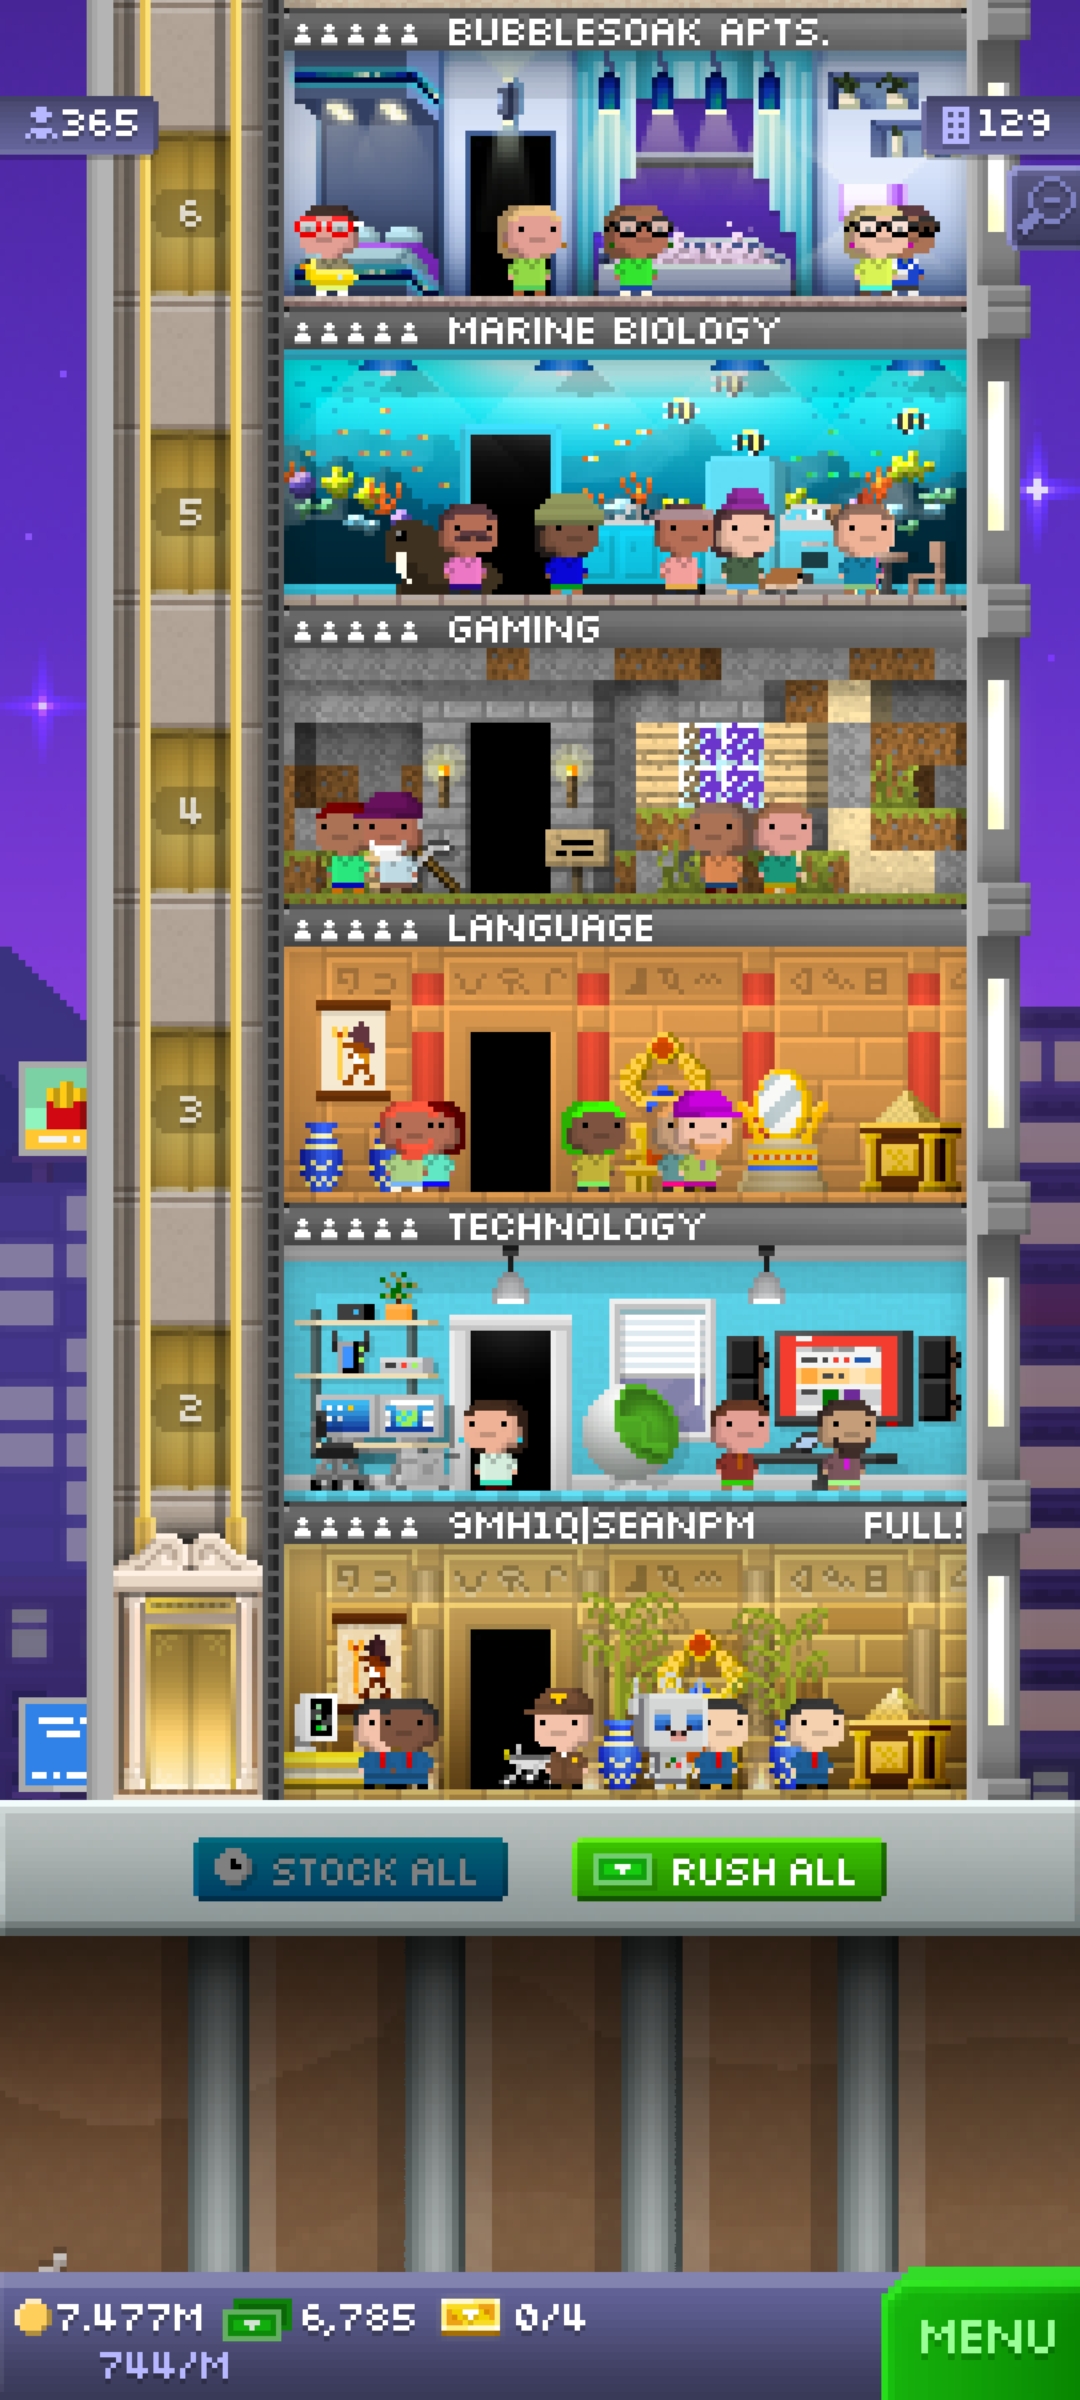 BUBBLESOAK APTS.
365
129
6
MARINE BIOLOGY
5
GAMING
4
LANGUAGE
3
TECHNOLOGY
2
9MH1Q|SEANPM FULL!
STOCK ALL
RUSH ALL
7.477M 6,785 0/4
744/M
MENU